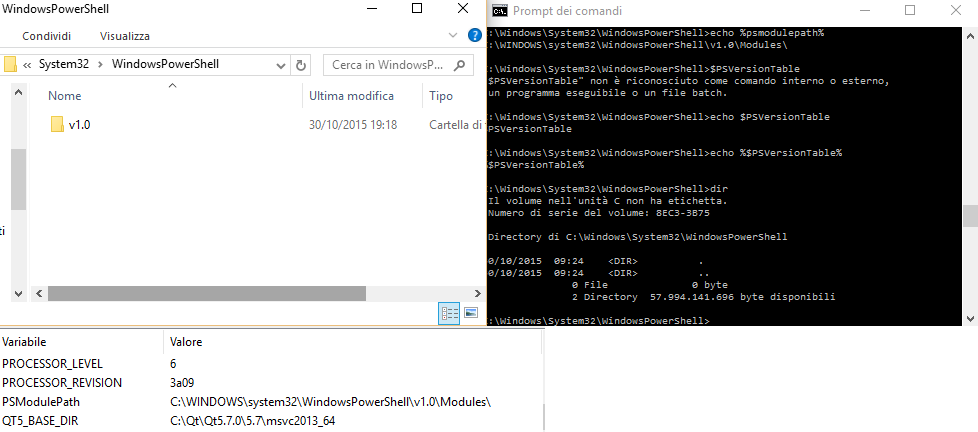 WindowsPowerShell
Condividi Visualizza
System32 WindowsPowerShell Cerca in WindowsP...
Nome Ultima modifica Tipo
v1.0 30/10/2015 19:18 Cartella di
ti
Prompt dei comandi
:\Windows\System32\WindowsPowerShell>echo %psmodulepath%
:\WINDOWS\system32\WindowsPowerShell\v1.0\Modules\
:\Windows\System32\WindowsPowerShell>$PSVersionTable
$PSVersionTable" non è riconosciuto come comando interno o esterno,
un programma eseguibile o un file batch.
:\Windows\System32\WindowsPowerShell>echo $PSVersionTable
PSVersionTable
:\Windows\System32\WindowsPowerShell>echo %$PSVersionTable%
$PSVersionTable%
:\Windows\System32\WindowsPowerShell>dir
Il volume nell'unità C non ha etichetta.
Numero di serie del volume: 8EC3-3B75
Directory di C:\Windows\System32\WindowsPowerShell
0/10/2015 09:24 <DIR> .
0/10/2015 09:24 <DIR> ..
0 File 0 byte
2 Directory 57.994.141.696 byte disponibili
:\Windows\System32\WindowsPowerShell>
Variabile Valore
PROCESSOR_LEVEL 6
PROCESSOR_REVISION 3a09
PSModulePath C:\WINDOWS\system32\WindowsPowerShell\v1.0\Modules\
QT5_BASE_DIR C:\Qt\Qt5.7.0\5.7\msvc2013_64